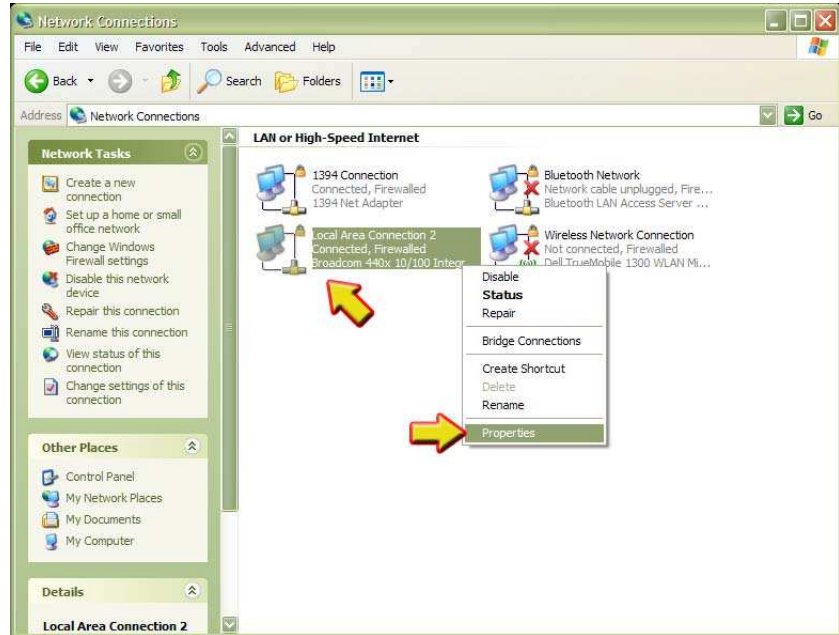 Network Connections
File Edit View Favorites Tools Advanced Help
Back Search Folders
Address Network Connections Go
Network Tasks
Create a new
connection
Set up a home or small
office network
Change Windows
Firewall settings
Disable this network
device
Repair this connection
Rename this connection
View status of this
connection
Change settings of this
connection
Other Places
Control Panel
My Network Places
My Documents
My Computer
Details
Local Area Connection 2
LAN or High-Speed Internet
1394 Connection
Connected, Firewalled
1394 Net Adapter
Bluetooth Network
Network cable unplugged, Fire...
Bluetooth LAN Access Server ...
Local Area Connection 2
Connected, Firewalled
Broadcom 440x 10/100 Integr
Wireless Network Connection
Not connected, Firewalled
Dell TrueMobile 1300 WLAN Mi...
Disable
Status
Repair
Bridge Connections
Create Shortcut
Delete
Rename
Properties